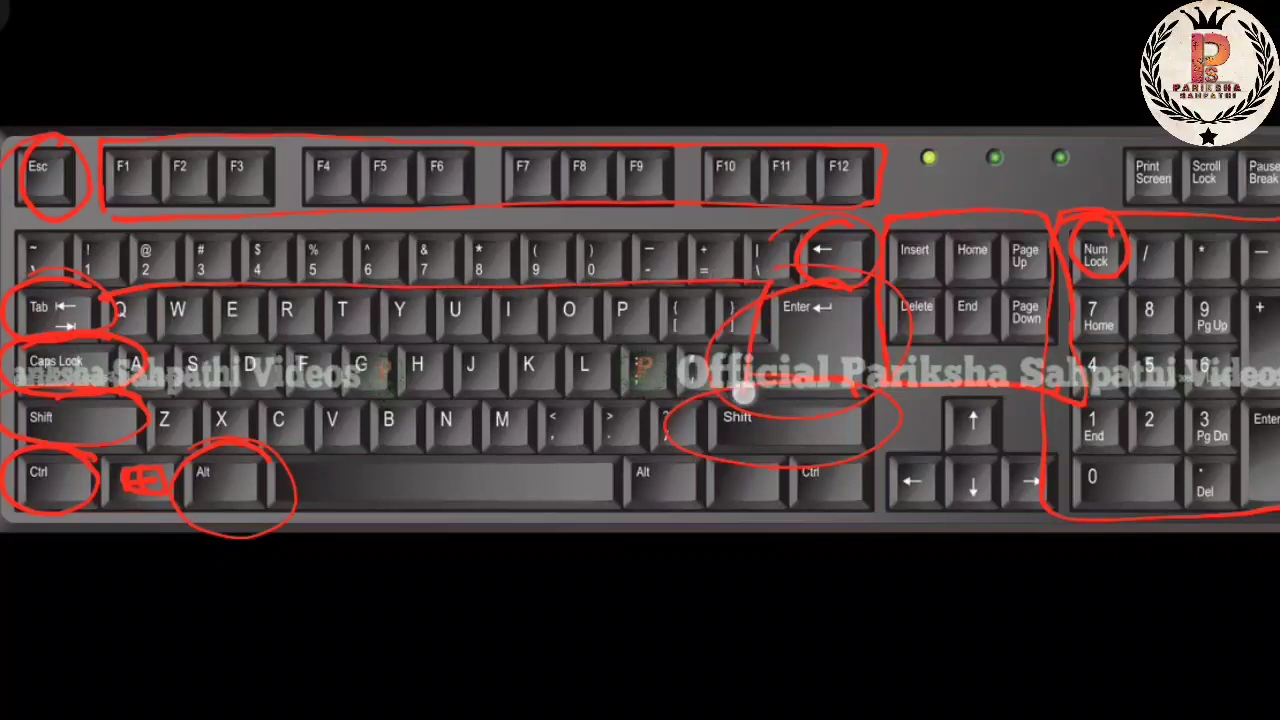 PS
PARIKSHA
SAHPATHI
Esc F1 F2 F3 F4 F5 F6 F7 F8 F9 F10 F11 F12 Print Screen Scroll Lock Pause Break
~ ! 1 @ 2 # 3 $ 4 % 5 ^ 6 & 7 * 8 ( 9 ) 0 — - + = | \ ← Insert Home Page Up Num Lock / * —
Tab Q W E R T Y U I O P { [ } ] Enter Delete End Page Down 7 Home 8 9 Pg Up +
Caps Lock A S D F G H J K L : ; 4 5 6
Sahpathi Videos P Official Pariksha Sahpathi Videos
Shift Z X C V B N M < , > . ? Shift ↑ 1 End 2 3 Pg Dn Enter
Ctrl Alt Alt Ctrl ← ↓ → 0 . Del